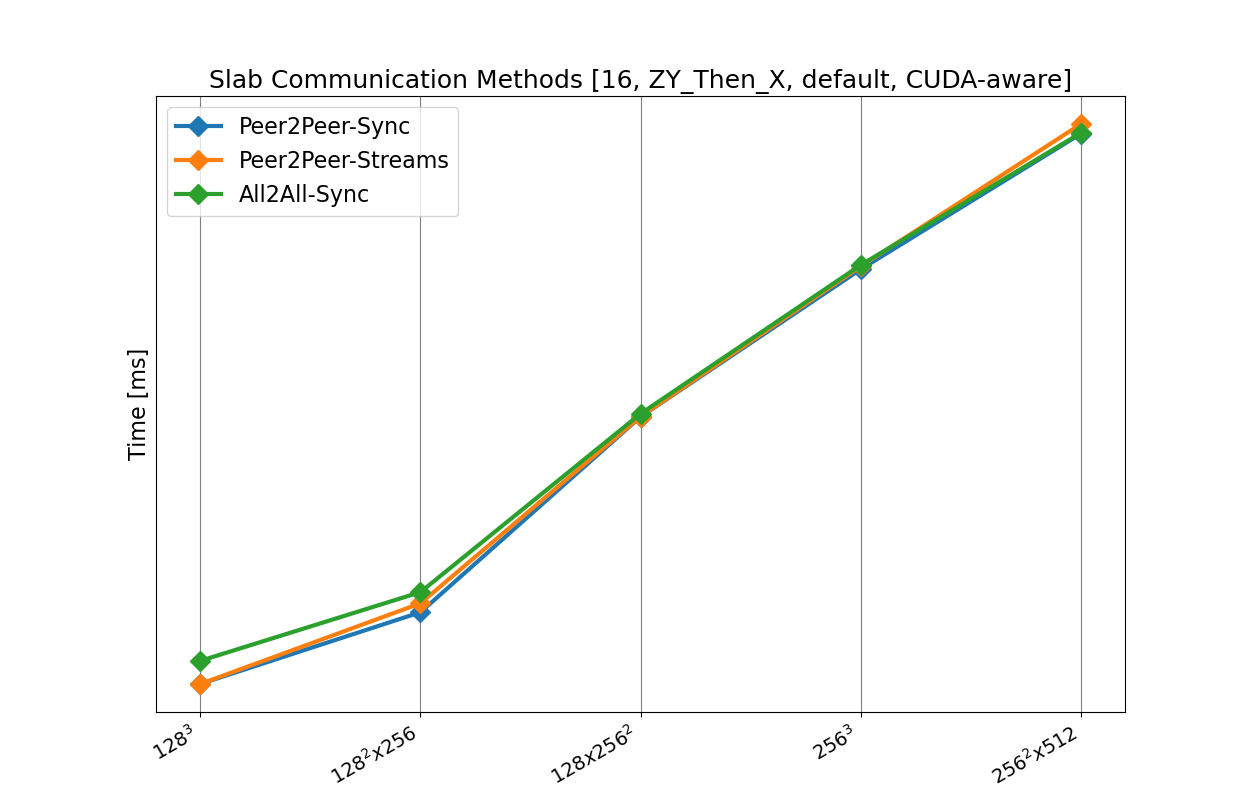 Slab Communication Methods [16, ZY_Then_X, default, CUDA-aware]
Peer2Peer-Sync
Peer2Peer-Streams
All2All-Sync
Time [ms]
128³
128²x256
128x256²
256³
256²x512